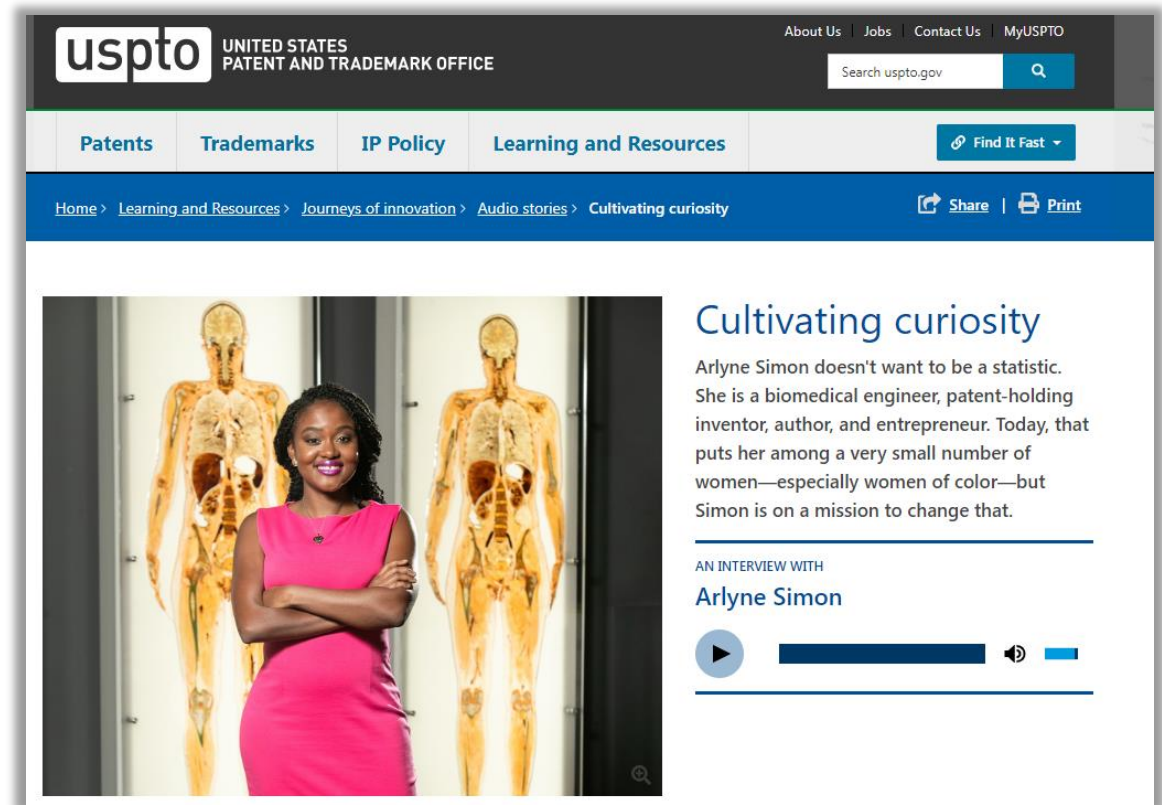 uspto UNITED STATES
PATENT AND TRADEMARK OFFICE
About Us Jobs Contact Us MyUSPTO
Search uspto.gov
Patents Trademarks IP Policy Learning and Resources Find It Fast
Home > Learning and Resources > Journeys of innovation > Audio stories > Cultivating curiosity
Share | Print
Cultivating curiosity
Arlyne Simon doesn't want to be a statistic.
She is a biomedical engineer, patent-holding
inventor, author, and entrepreneur. Today, that
puts her among a very small number of
women—especially women of color—but
Simon is on a mission to change that.
AN INTERVIEW WITH
Arlyne Simon